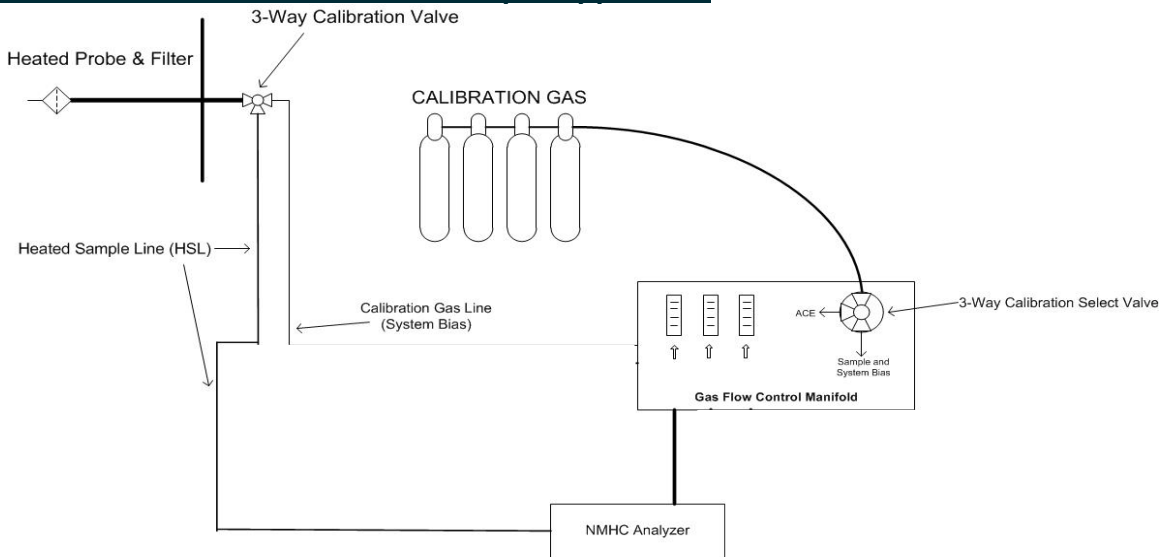 3-Way Calibration Valve
Heated Probe & Filter
CALIBRATION GAS
Heated Sample Line (HSL)
Calibration Gas Line
(System Bias)
ACE
3-Way Calibration Select Valve
Sample and
System Bias
Gas Flow Control Manifold
NMHC Analyzer